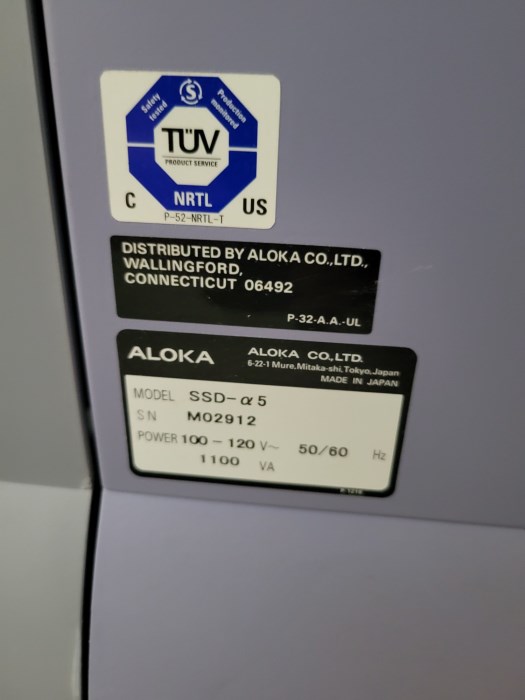 Safety tested
S
Production monitored
TÜV
PRODUCT SERVICE
NRTL
C US
P-52-NRTL-T
DISTRIBUTED BY ALOKA CO.,LTD.,
WALLINGFORD,
CONNECTICUT 06492
P-32-A.A.-UL
ALOKA ALOKA CO.,LTD.
6-22-1 Mure,Mitaka-shi,Tokyo,Japan
MADE IN JAPAN
MODEL SSD-α5
SN M02912
POWER 100 - 120 V~ 50/60 Hz
1100 VA